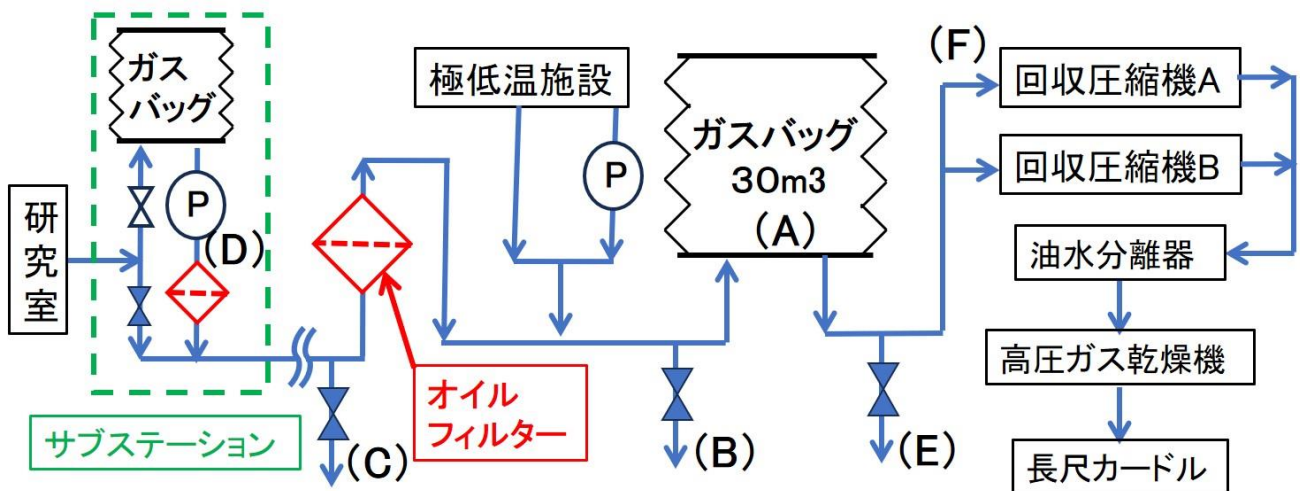 ガス
バッグ
P
(D)
研究室
サブステーション
(C)
オイル
フィルター
極低温施設
P
ガスバッグ
30m3
(A)
(B)
(E)
(F)
回収圧縮機A
回収圧縮機B
油水分離器
高圧ガス乾燥機
長尺カードル